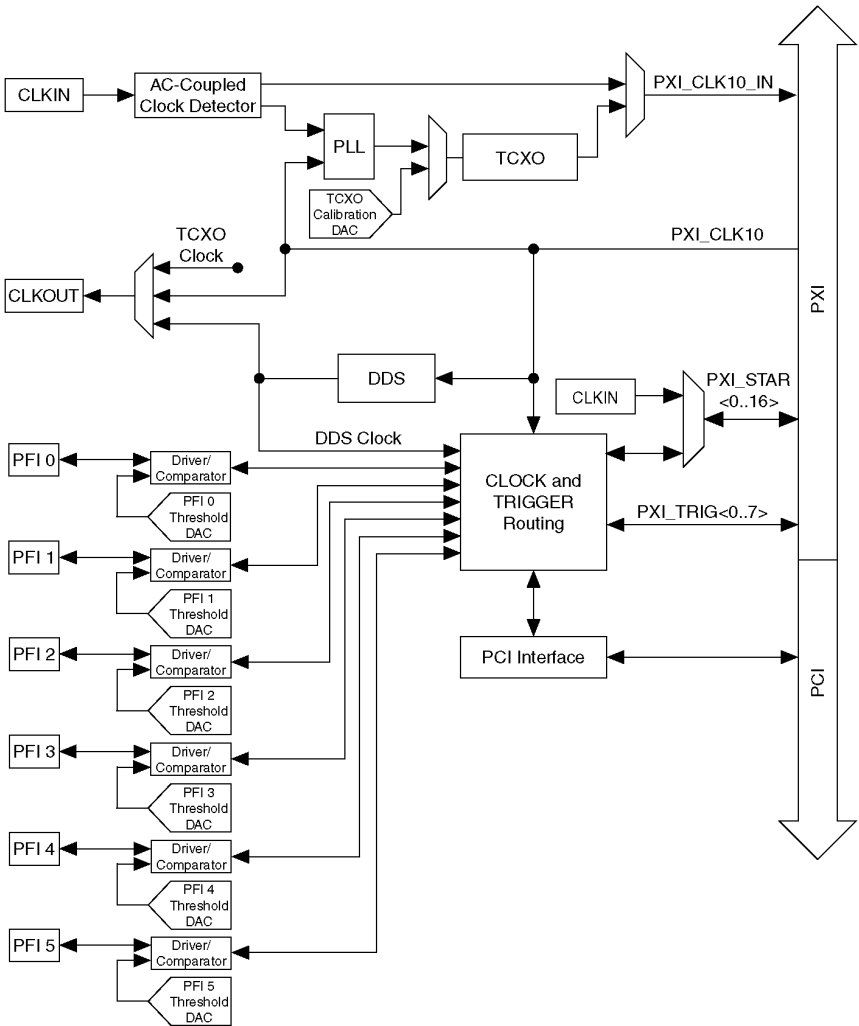 CLKIN
AC-Coupled
Clock Detector
PXI_CLK10_IN
PLL
TCXO
TCXO
Calibration
DAC
TCXO
Clock
PXI_CLK10
CLKOUT
PXI
DDS
CLKIN
PXI_STAR
<0..16>
DDS Clock
CLOCK and
TRIGGER
Routing
PXI_TRIG<0..7>
PFI 0
Driver/
Comparator
PFI 0
Threshold
DAC
PFI 1
Driver/
Comparator
PFI 1
Threshold
DAC
PCI Interface
PCI
PFI 2
Driver/
Comparator
PFI 2
Threshold
DAC
PFI 3
Driver/
Comparator
PFI 3
Threshold
DAC
PFI 4
Driver/
Comparator
PFI 4
Threshold
DAC
PFI 5
Driver/
Comparator
PFI 5
Threshold
DAC